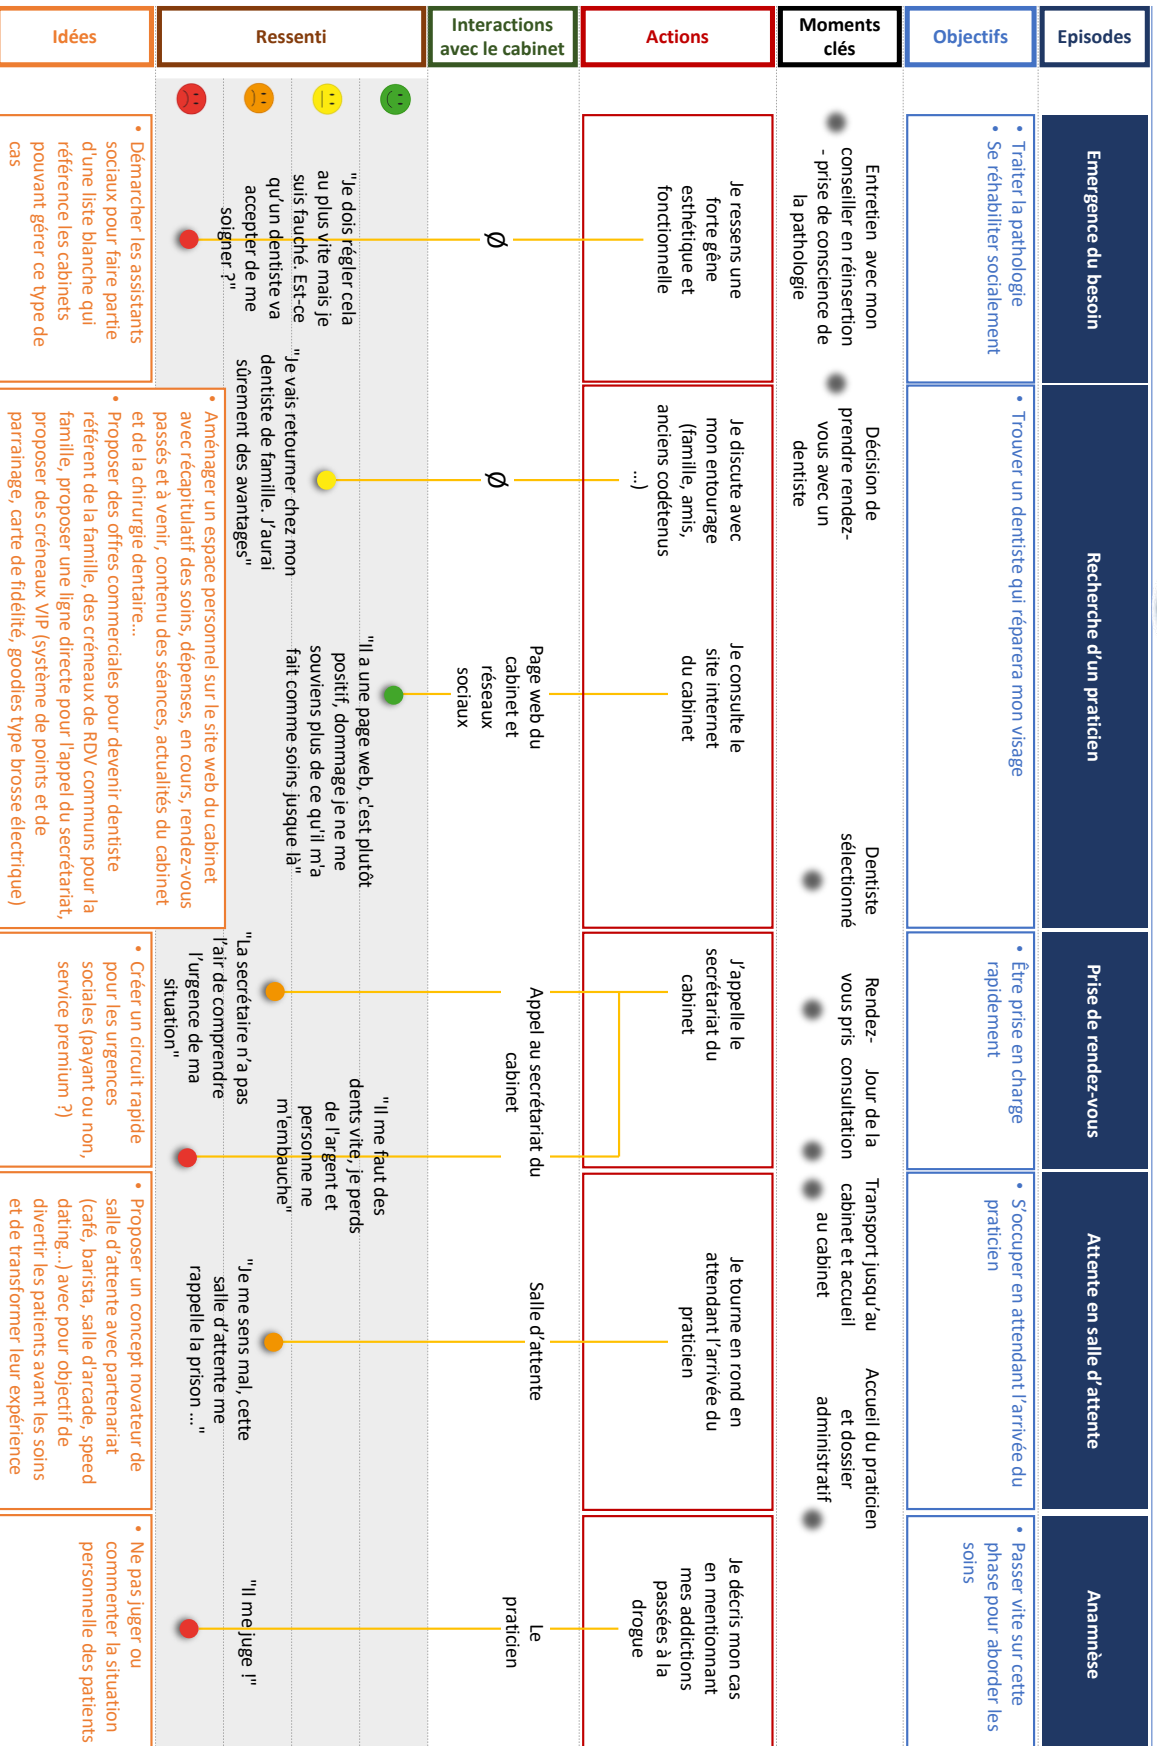 Episodes
Emergence du besoin
Recherche d'un praticien
Prise de rendez-vous
Attente en salle d'attente
Anamnèse
Objectifs
• Traiter la pathologie
• Se réhabiliter socialement
• Trouver un dentiste qui réparera mon visage
• Être prise en charge
rapidement
• S'occuper en attendant l'arrivée du
praticien
• Passer vite sur cette
phase pour aborder les
soins
Moments
clés
Entretien avec mon
conseiller en réinsertion
- prise de conscience de
la pathologie
Décision de
prendre rendez-
vous avec un
dentiste
Dentiste
sélectionné
Rendez-
vous pris
Jour de la
consultation
Transport jusqu'au
cabinet et accueil
au cabinet
Accueil du praticien
et dossier
administratif
Actions
Je ressens une
forte gêne
esthétique et
fonctionnelle
Je discute avec
mon entourage
(famille, amis,
anciens codétenus
...)
Je consulte le
site internet
du cabinet
J'appelle le
secrétariat du
cabinet
Je tourne en rond en
attendant l'arrivée du
praticien
Je décris mon cas
en mentionnant
mes addictions
passées à la
drogue
Interactions
avec le cabinet
Ø
Ø
Page web du
cabinet et
réseaux
sociaux
Appel au secrétariat du
cabinet
Salle d'attente
Le
praticien
Ressenti
"Je dois régler cela
au plus vite mais je
suis fauché. Est-ce
qu'un dentiste va
accepter de me
soigner ?"
"Je vais retourner chez mon
dentiste de famille. J'aurai
sûrement des avantages"
"Il a une page web, c'est plutôt
positif, dommage je ne me
souviens plus de ce qu'il m'a
fait comme soins jusque là"
"La secrétaire n'a pas
l'air de comprendre
l'urgence de ma
situation"
"Il me faut des
dents vite, je perds
de l'argent et
personne ne
m'embauche"
"Je me sens mal, cette
salle d'attente me
rappelle la prison ..."
"Il me juge !"
Idées
• Démarcher les assistants
sociaux pour faire partie
d'une liste blanche qui
référence les cabinets
pouvant gérer ce type de
cas
• Aménager un espace personnel sur le site web du cabinet
avec récapitulatif des soins, dépenses, en cours, rendez-vous
passés et à venir, contenu des séances, actualités du cabinet
et de la chirurgie dentaire...
• Proposer des offres commerciales pour devenir dentiste
référent de la famille, des créneaux de RDV communs pour la
famille, proposer une ligne directe pour l'appel du secrétariat,
proposer des créneaux VIP (système de points et de
parrainage, carte de fidélité, goodies type brosse électrique)
• Créer un circuit rapide
pour les urgences
sociales (payant ou non,
service premium ?)
• Proposer un concept novateur de
salle d'attente avec partenariat
(café, barista, salle d'arcade, speed
dating...) avec pour objectif de
divertir les patients avant les soins
et de transformer leur expérience
• Ne pas juger ou
commenter la situation
personnelle des patients